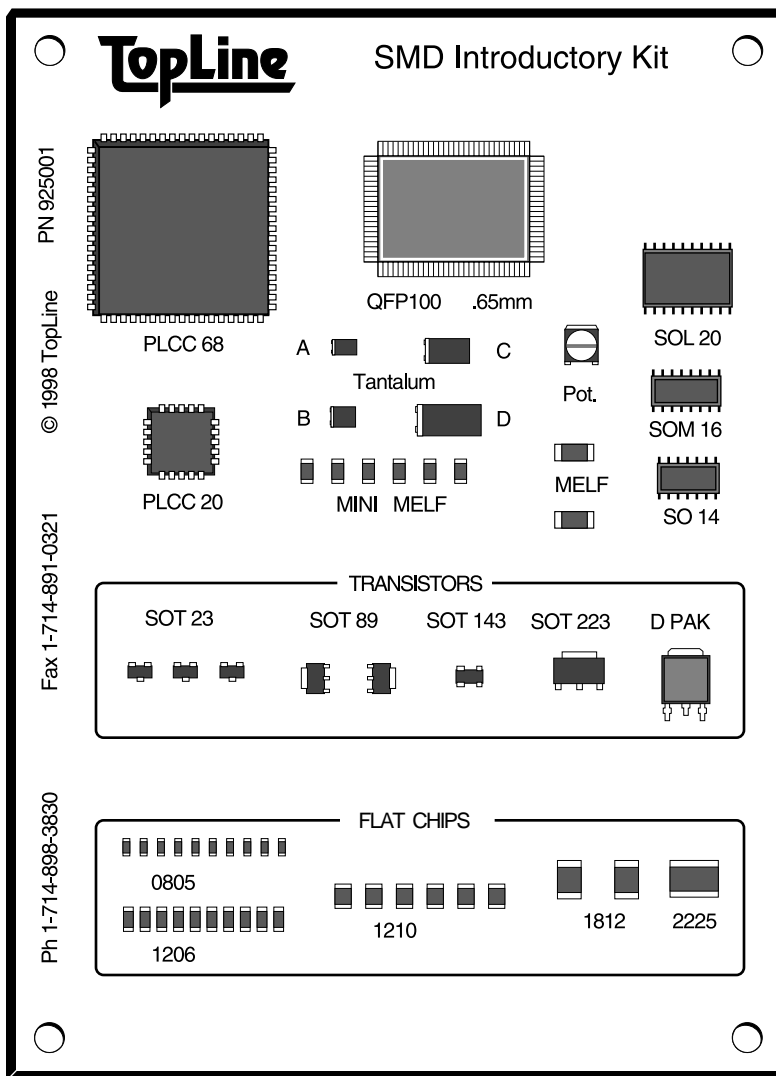 TopLine
SMD Introductory Kit
PN 925001
© 1998 TopLine
Fax 1-714-891-0321
Ph 1-714-898-3830
PLCC 68
QFP100 .65mm
SOL 20
A
C
Tantalum
B
D
Pot.
SOM 16
PLCC 20
MINI MELF
MELF
SO 14
TRANSISTORS
SOT 23 SOT 89 SOT 143 SOT 223 D PAK
FLAT CHIPS
0805
1206
1210
1812 2225